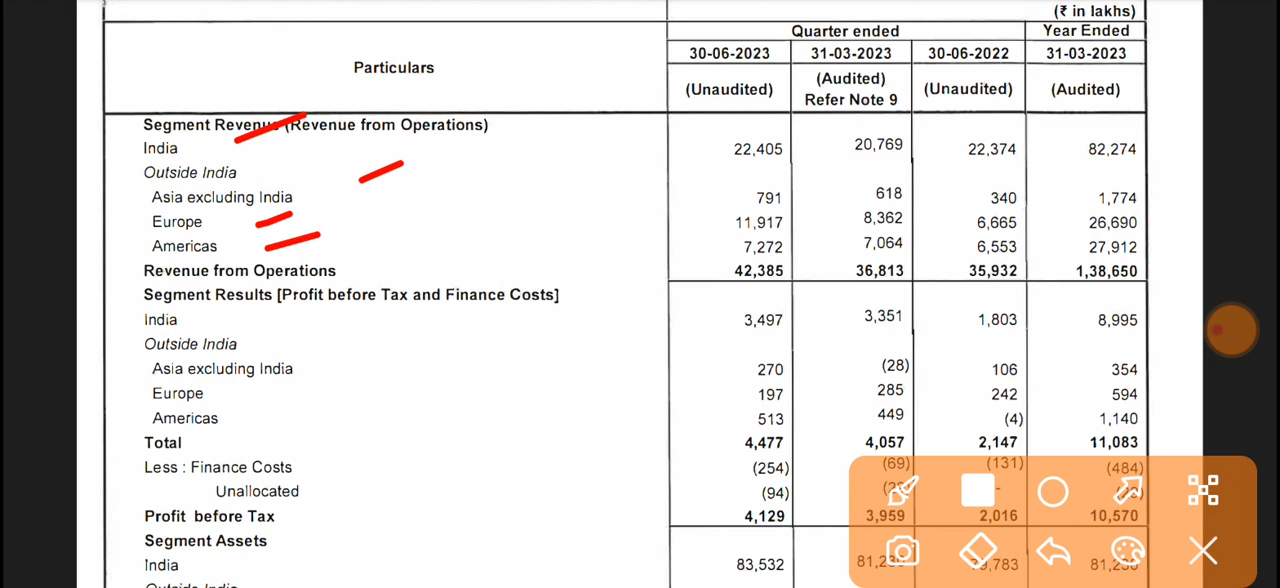 (₹ in lakhs)
Particulars
Quarter ended
Year Ended
30-06-2023 31-03-2023 30-06-2022 31-03-2023
(Unaudited) (Audited) Refer Note 9 (Unaudited) (Audited)
Segment Revenue (Revenue from Operations)
India 22,405 20,769 22,374 82,274
Outside India
Asia excluding India 791 618 340 1,774
Europe 11,917 8,362 6,665 26,690
Americas 7,272 7,064 6,553 27,912
Revenue from Operations 42,385 36,813 35,932 1,38,650
Segment Results [Profit before Tax and Finance Costs]
India 3,497 3,351 1,803 8,995
Outside India
Asia excluding India 270 (28) 106 354
Europe 197 285 242 594
Americas 513 449 (4) 1,140
Total 4,477 4,057 2,147 11,083
Less : Finance Costs (254) (69) (131) (484)
Unallocated (94) -
Profit before Tax 4,129 3,959 2,016 10,570
Segment Assets
India 83,532
Outside India